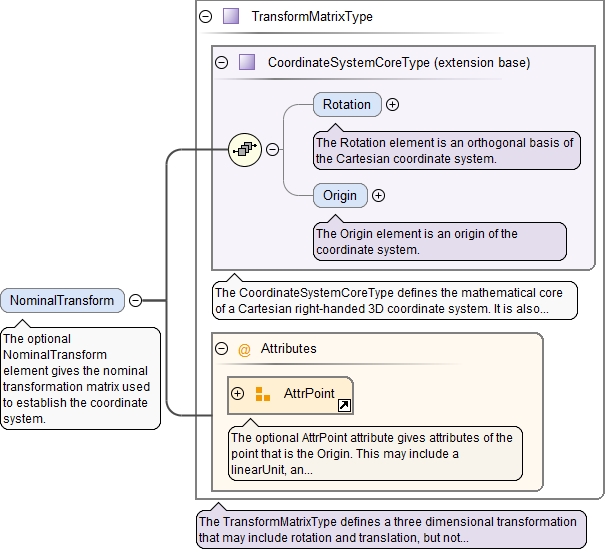 TransformMatrixType
CoordinateSystemCoreType (extension base)
Rotation
The Rotation element is an orthogonal basis of
the Cartesian coordinate system.
Origin
The Origin element is an origin of the
coordinate system.
NominalTransform
The optional
NominalTransform
element gives the nominal
transformation matrix used
to establish the coordinate
system.
The CoordinateSystemCoreType defines the mathematical core
of a Cartesian right-handed 3D coordinate system. It is also...
@ Attributes
AttrPoint
The optional AttrPoint attribute gives attributes of the
point that is the Origin. This may include a
linearUnit, an...
The TransformMatrixType defines a three dimensional transformation
that may include rotation and translation, but not...